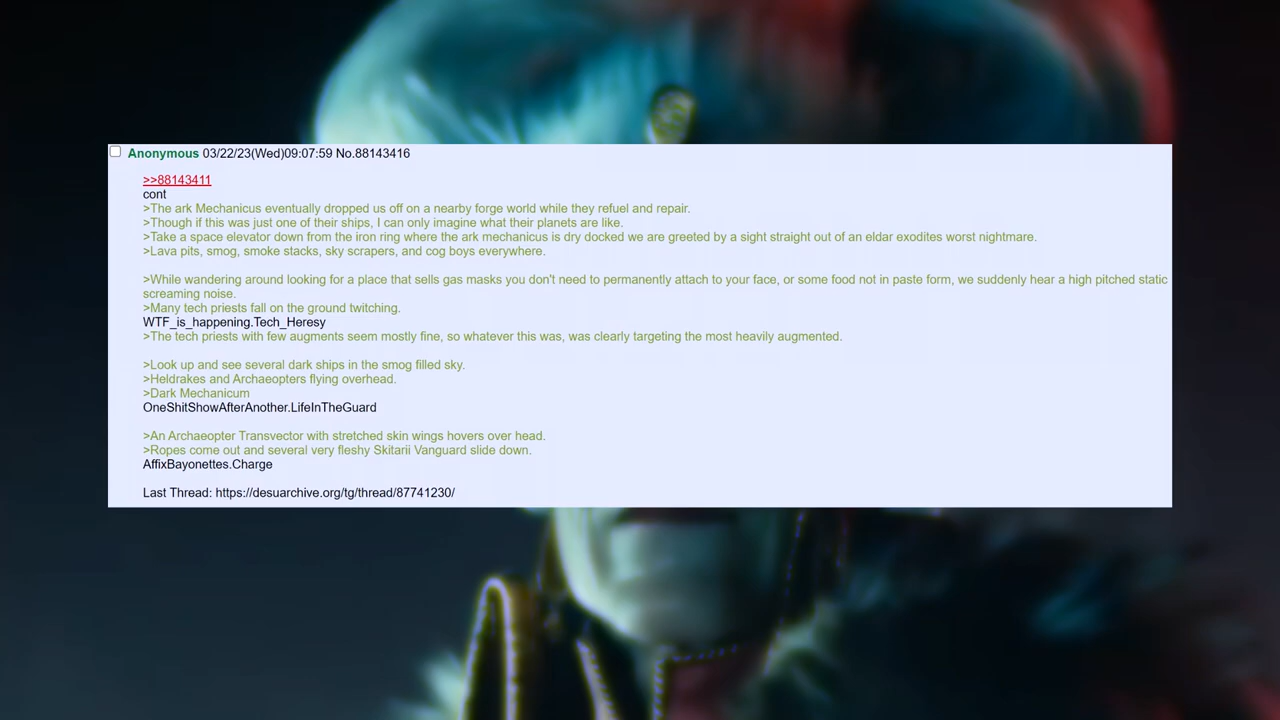 Anonymous 03/22/23(Wed)09:07:59 No.88143416
>>88143411
cont
>The ark Mechanicus eventually dropped us off on a nearby forge world while they refuel and repair.
>Though if this was just one of their ships, I can only imagine what their planets are like.
>Take a space elevator down from the iron ring where the ark mechanicus is dry docked we are greeted by a sight straight out of an eldar exodites worst nightmare.
>Lava pits, smog, smoke stacks, sky scrapers, and cog boys everywhere.
>While wandering around looking for a place that sells gas masks you don't need to permanently attach to your face, or some food not in paste form, we suddenly hear a high pitched static
screaming noise.
>Many tech priests fall on the ground twitching.
WTF_is_happening.Tech_Heresy
>The tech priests with few augments seem mostly fine, so whatever this was, was clearly targeting the most heavily augmented.
>Look up and see several dark ships in the smog filled sky.
>Heldrakes and Archaeopters flying overhead.
>Dark Mechanicum
OneShitShowAfterAnother.LifeInTheGuard
>An Archaeopter Transvector with stretched skin wings hovers over head.
>Ropes come out and several very fleshy Skitarii Vanguard slide down.
AffixBayonettes.Charge
Last Thread: https://desuarchive.org/tg/thread/87741230/